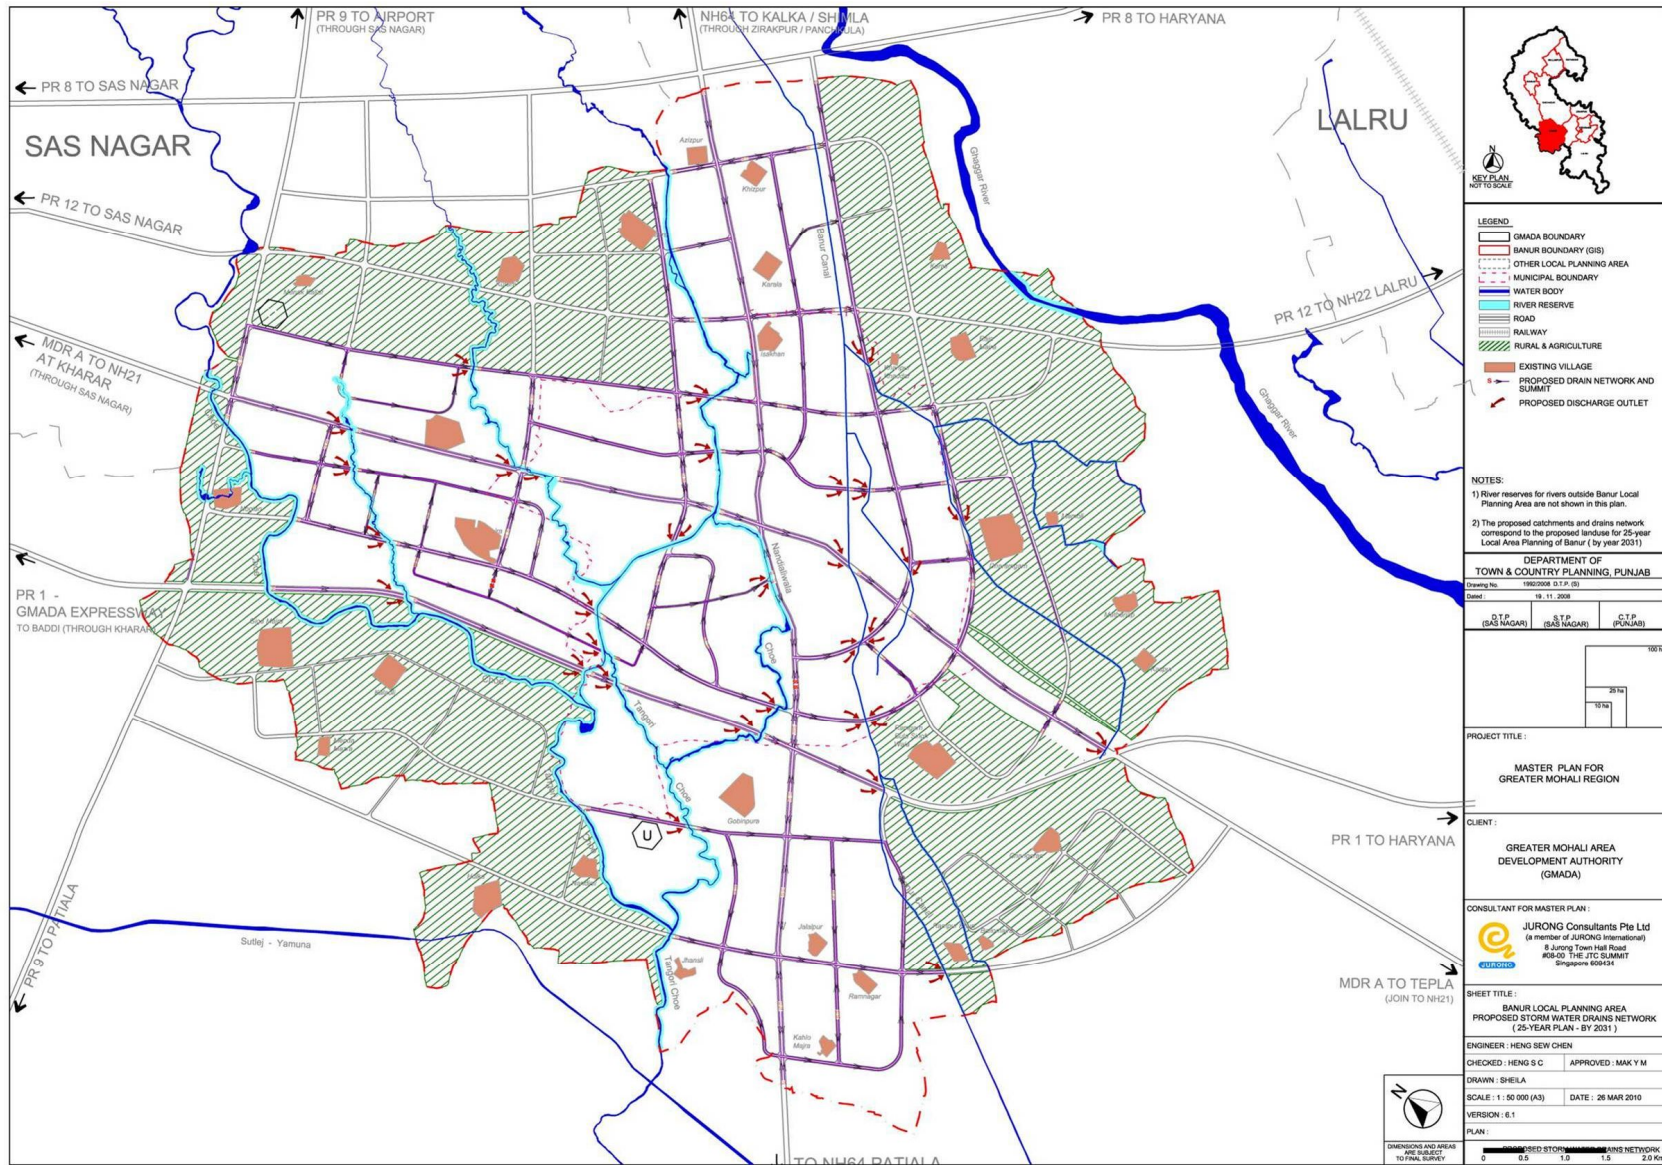 PR 9 TO AIRPORT
(THROUGH SAS NAGAR)
NH64 TO KALKA / SHIMLA
(THROUGH ZIRAKPUR / PANCHKULA)
PR 8 TO HARYANA
PR 8 TO SAS NAGAR
SAS NAGAR
LALRU
PR 12 TO SAS NAGAR
Azizpur
Khizpur
Ghaggar River
Banur Canal
Karala
PR 12 TO NH22 LALRU
MDR A TO NH21
AT KHARAR
(THROUGH SAS NAGAR)
Isakhan
Ghaggar River
Nandialiwala
Choe
PR 1 -
GMADA EXPRESSWAY
TO BADDI (THROUGH KHARAR)
Choe
Tangori
Choe
Gobinpura
U
PR 1 TO HARYANA
PR 9 TO PATIALA
Sutlej - Yamuna
Jalalpur
Jhansli
Ramnagar
Tangori Choe
Kahlo
Majra
MDR A TO TEPLA
(JOIN TO NH21)
TO NH64 PATIALA
N
DIMENSIONS AND AREAS
ARE SUBJECT
TO FINAL SURVEY
N
KEY PLAN
NOT TO SCALE
LEGEND
GMADA BOUNDARY
BANUR BOUNDARY (GIS)
OTHER LOCAL PLANNING AREA
MUNICIPAL BOUNDARY
WATER BODY
RIVER RESERVE
ROAD
RAILWAY
RURAL & AGRICULTURE
EXISTING VILLAGE
S PROPOSED DRAIN NETWORK AND
SUMMIT
PROPOSED DISCHARGE OUTLET
NOTES:
1) River reserves for rivers outside Banur Local
Planning Area are not shown in this plan.
2) The proposed catchments and drains network
correspond to the proposed landuse for 25-year
Local Area Planning of Banur ( by year 2031)
DEPARTMENT OF
TOWN & COUNTRY PLANNING, PUNJAB
Drawing No. 1992/2008 D.T.P. (S)
Dated : 19 . 11 . 2008
D.T.P
(SAS NAGAR)
S.T.P
(SAS NAGAR)
C.T.P
(PUNJAB)
100 h
25 ha
10 ha
PROJECT TITLE :
MASTER PLAN FOR
GREATER MOHALI REGION
CLIENT :
GREATER MOHALI AREA
DEVELOPMENT AUTHORITY
(GMADA)
CONSULTANT FOR MASTER PLAN :
JURONG
JURONG Consultants Pte Ltd
(a member of JURONG International)
8 Jurong Town Hall Road
#08-00 THE JTC SUMMIT
Singapore 609434
SHEET TITLE :
BANUR LOCAL PLANNING AREA
PROPOSED STORM WATER DRAINS NETWORK
( 25-YEAR PLAN - BY 2031 )
ENGINEER : HENG SEW CHEN
CHECKED : HENG S C
APPROVED : MAK Y M
DRAWN : SHEILA
SCALE : 1 : 50 000 (A3)
DATE : 26 MAR 2010
VERSION : 6.1
PLAN :
PROPOSED STORM WATER DRAINS NETWORK
0 0.5 1.0 1.5 2.0 Km